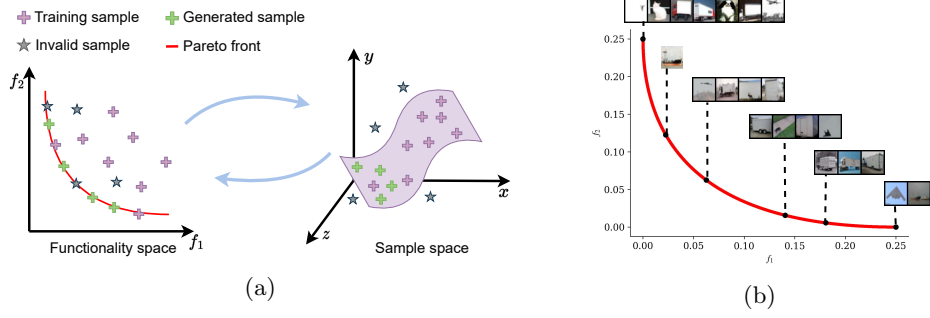 Training sample
Generated sample
Invalid sample
Pareto front
f2
y
x
z
f1
Functionality space
Sample space
(a)
0.25
0.20
0.15
0.10
0.05
0.00
f2
0.00
0.05
0.10
0.15
0.20
0.25
f1
(b)